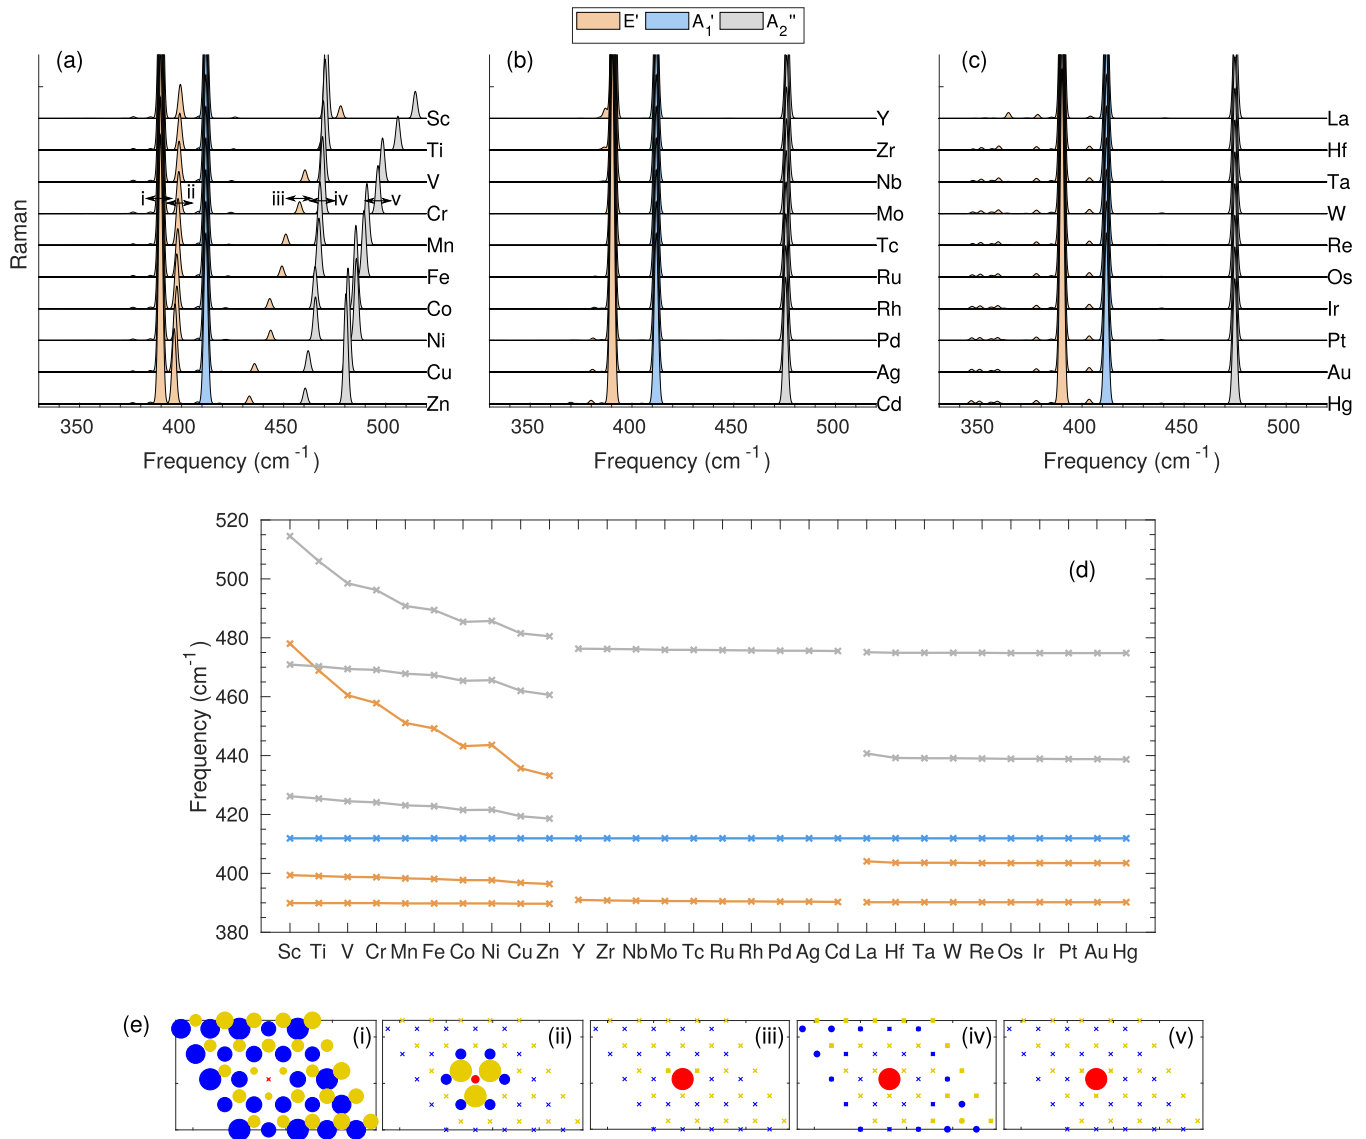 E' A1' A2''
(a) (b) (c)
Raman
Sc Y La
Ti Zr Hf
V Nb Ta
i ii iii iv v
Cr Mo W
Mn Tc Re
Fe Ru Os
Co Rh Ir
Ni Pd Pt
Cu Ag Au
Zn Cd Hg
350 400 450 500 350 400 450 500 350 400 450 500
Frequency (cm-1) Frequency (cm-1) Frequency (cm-1)
(d)
Frequency (cm-1)
520
500
480
460
440
420
400
380
Sc Ti V Cr Mn Fe Co Ni Cu Zn Y Zr Nb Mo Tc Ru Rh Pd Ag Cd La Hf Ta W Re Os Ir Pt Au Hg
(e) (i) (ii) (iii) (iv) (v)